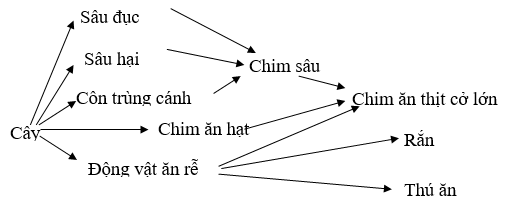 Sâu đục
Sâu hại
Chim sâu
Côn trùng cánh
Chim ăn thịt cở lớn
Cây
Chim ăn hạt
Rắn
Động vật ăn rễ
Thú ăn